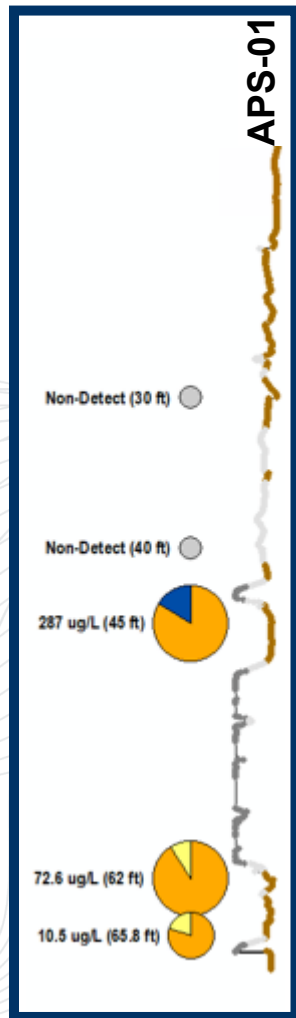 APS-01
Non-Detect (30 ft)
Non-Detect (40 ft)
287 ug/L (45 ft)
72.6 ug/L (62 ft)
10.5 ug/L (65.8 ft)